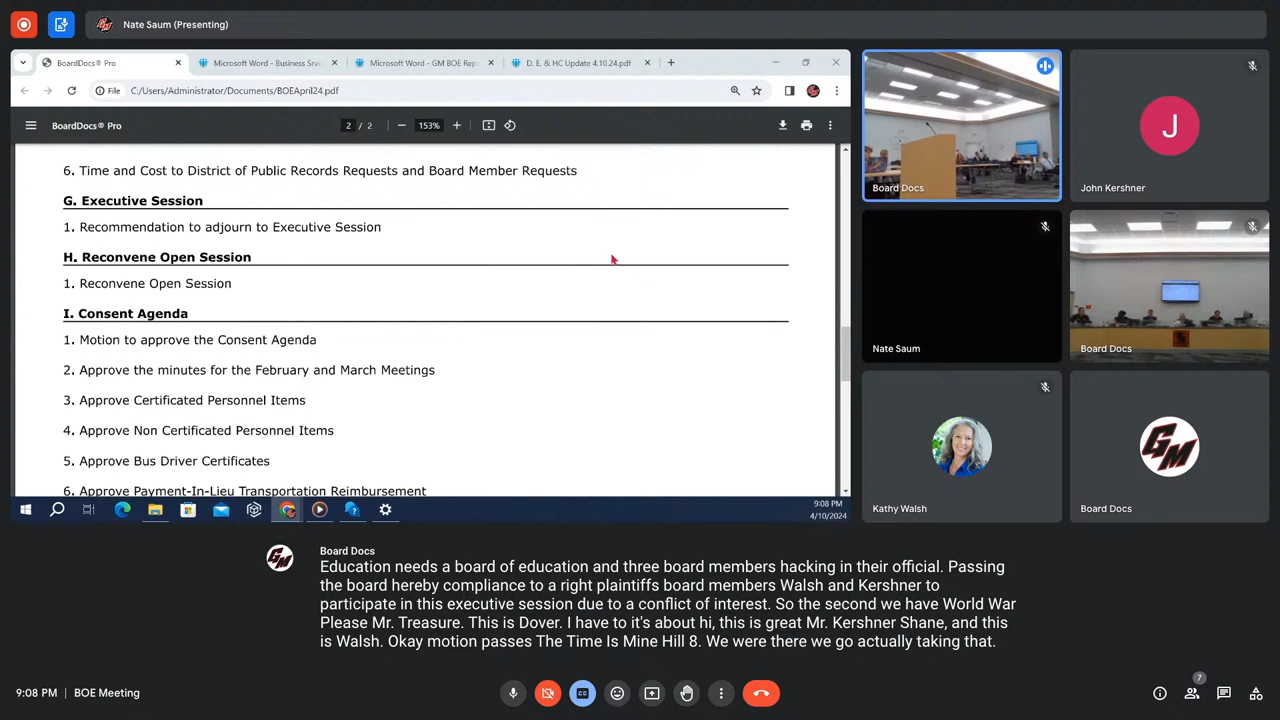 Nate Saum (Presenting)
BoardDocs® Pro
Microsoft Word - Business Srv
Microsoft Word - GM BOE Rep
D. E. & HC Update 4.10.24.pdf
File
C:/Users/Administrator/Documents/BOEApril24.pdf
BoardDocs® Pro
2 / 2
153%
6. Time and Cost to District of Public Records Requests and Board Member Requests
G. Executive Session
1. Recommendation to adjourn to Executive Session
H. Reconvene Open Session
1. Reconvene Open Session
I. Consent Agenda
1. Motion to approve the Consent Agenda
2. Approve the minutes for the February and March Meetings
3. Approve Certificated Personnel Items
4. Approve Non Certificated Personnel Items
5. Approve Bus Driver Certificates
6. Approve Payment-In-Lieu Transportation Reimbursement
9:08 PM
4/10/2024
Board Docs
J
John Kershner
Nate Saum
Board Docs
Kathy Walsh
GM
Board Docs
Board Docs
Education needs a board of education and three board members hacking in their official. Passing
the board hereby compliance to a right plaintiffs board members Walsh and Kershner to
participate in this executive session due to a conflict of interest. So the second we have World War
Please Mr. Treasure. This is Dover. I have to it's about hi, this is great Mr. Kershner Shane, and this
is Walsh. Okay motion passes The Time Is Mine Hill 8. We were there we go actually taking that.
9:08 PM | BOE Meeting
7